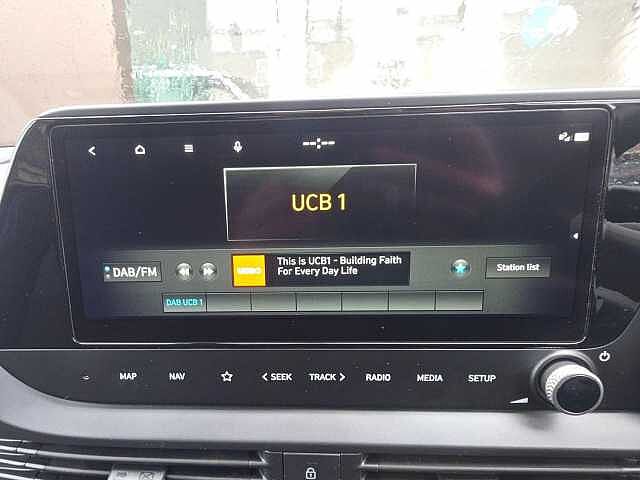 --:--
UCB 1
DAB/FM
This is UCB1 - Building Faith
For Every Day Life
Station list
DAB UCB 1
MAP NAV SEEK TRACK RADIO MEDIA SETUP